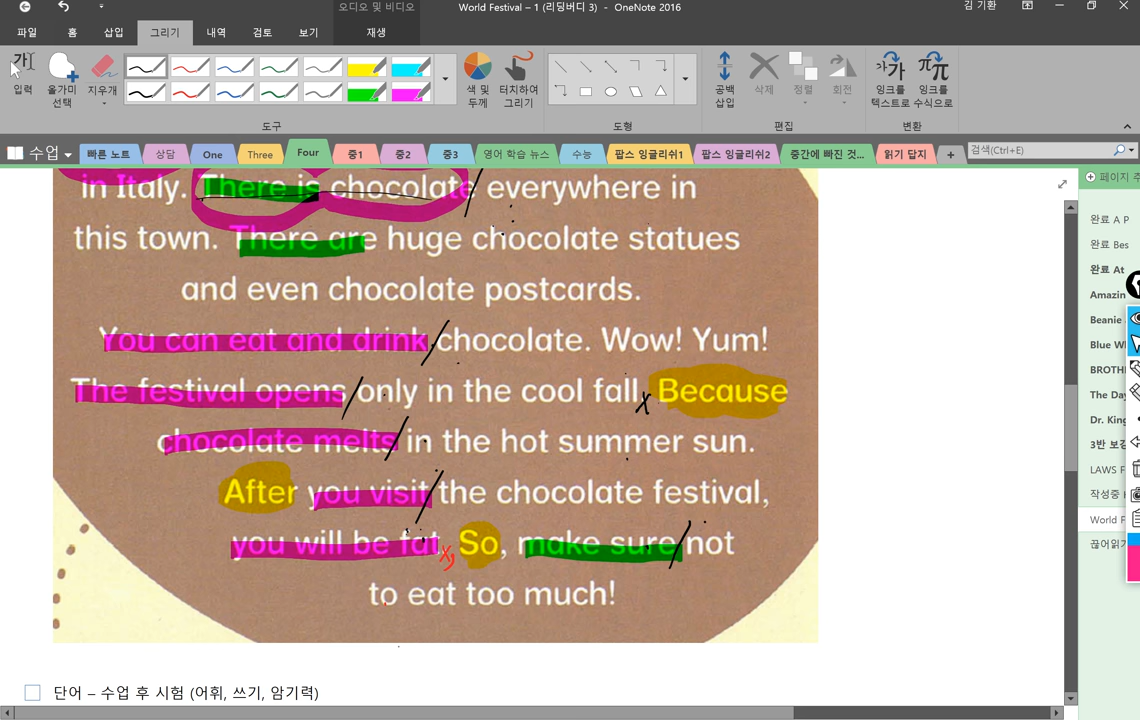 오디오 및 비디오
World Festival – 1 (리딩버디 3) - OneNote 2016
김 기환
파일 홈 삽입 그리기 내역 검토 보기 재생
입력
올가미 선택
지우개
색 및 두께
터치하여 그리기
공백 삽입
삭제
정렬
회전
잉크를 텍스트로
잉크를 수식으로
도구 도형 편집 변환
수업 빠른 노트 상담 One Three Four 중1 중2 중3 영어 학습 뉴스 수능 팝스 잉글리쉬1 팝스 잉글리쉬2 중간에 빠진 것... 읽기 답지 + 검색(Ctrl+E)
in Italy. There is chocolate everywhere in
this town. There are huge chocolate statues
and even chocolate postcards.
You can eat and drink chocolate. Wow! Yum!
The festival opens only in the cool fall. Because
chocolate melts in the hot summer sun.
After you visit the chocolate festival,
you will be fat. So, make sure not
to eat too much!
단어 – 수업 후 시험 (어휘, 쓰기, 암기력)
페이지 추
완료 A P
완료 Bes
완료 At
Amazin
Beanie
Blue W
BROTH
The Day
Dr. King
3반 보강
LAWS F
작성중
World F
끊어읽기